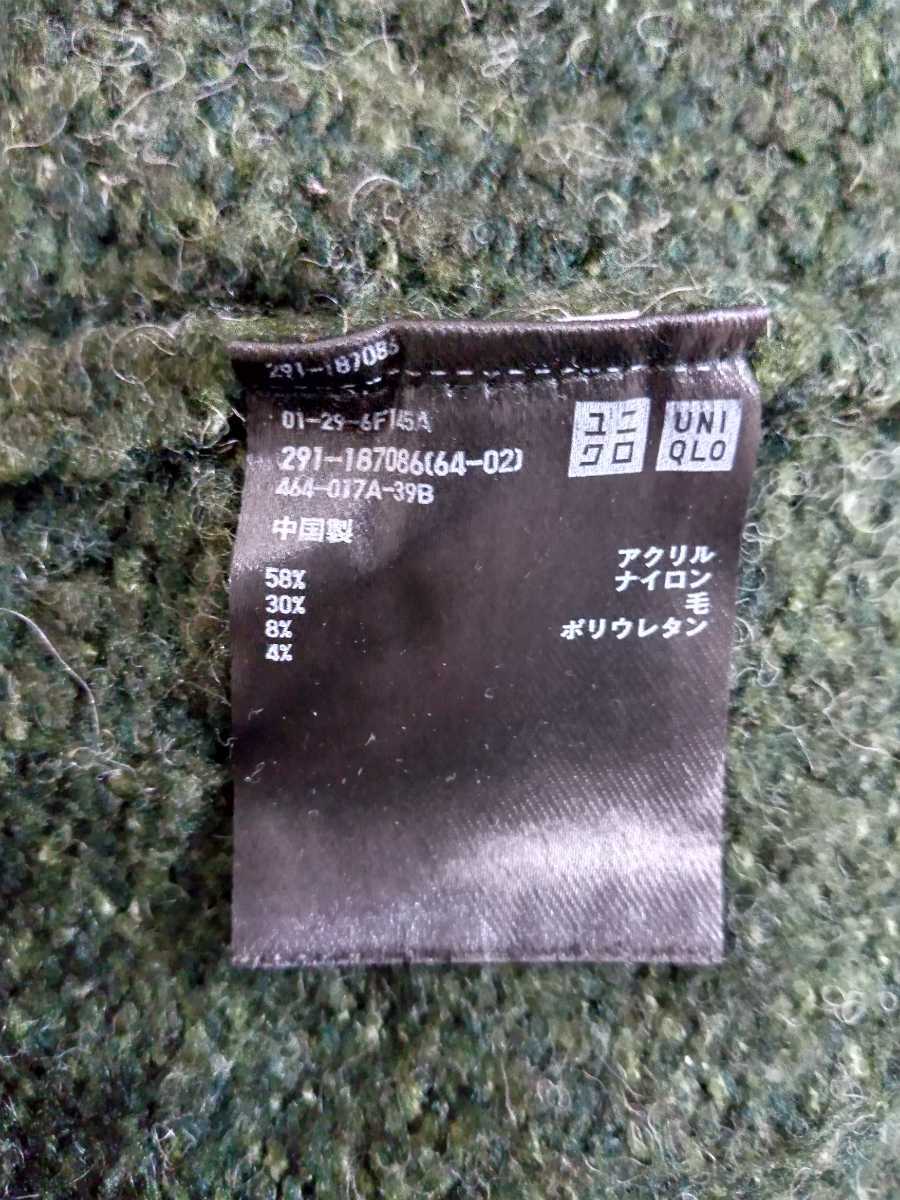 291-187086
01-29-6F145A
291-187086(64-02)
464-017A-39B
ユニクロ
UNIQLO
中国製
58% アクリル
30% ナイロン
8% 毛
4% ポリウレタン